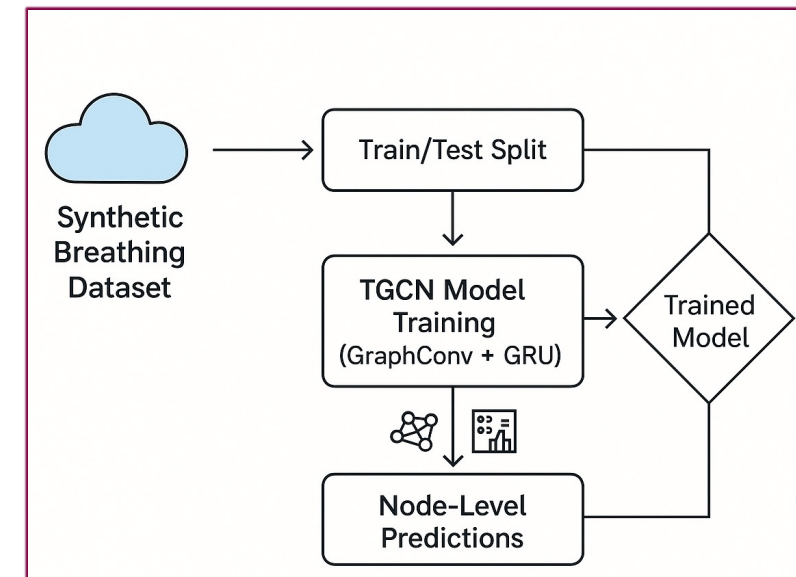 Synthetic
Breathing
Dataset
Train/Test Split
TGCN Model
Training
(GraphConv + GRU)
Trained
Model
Node-Level
Predictions